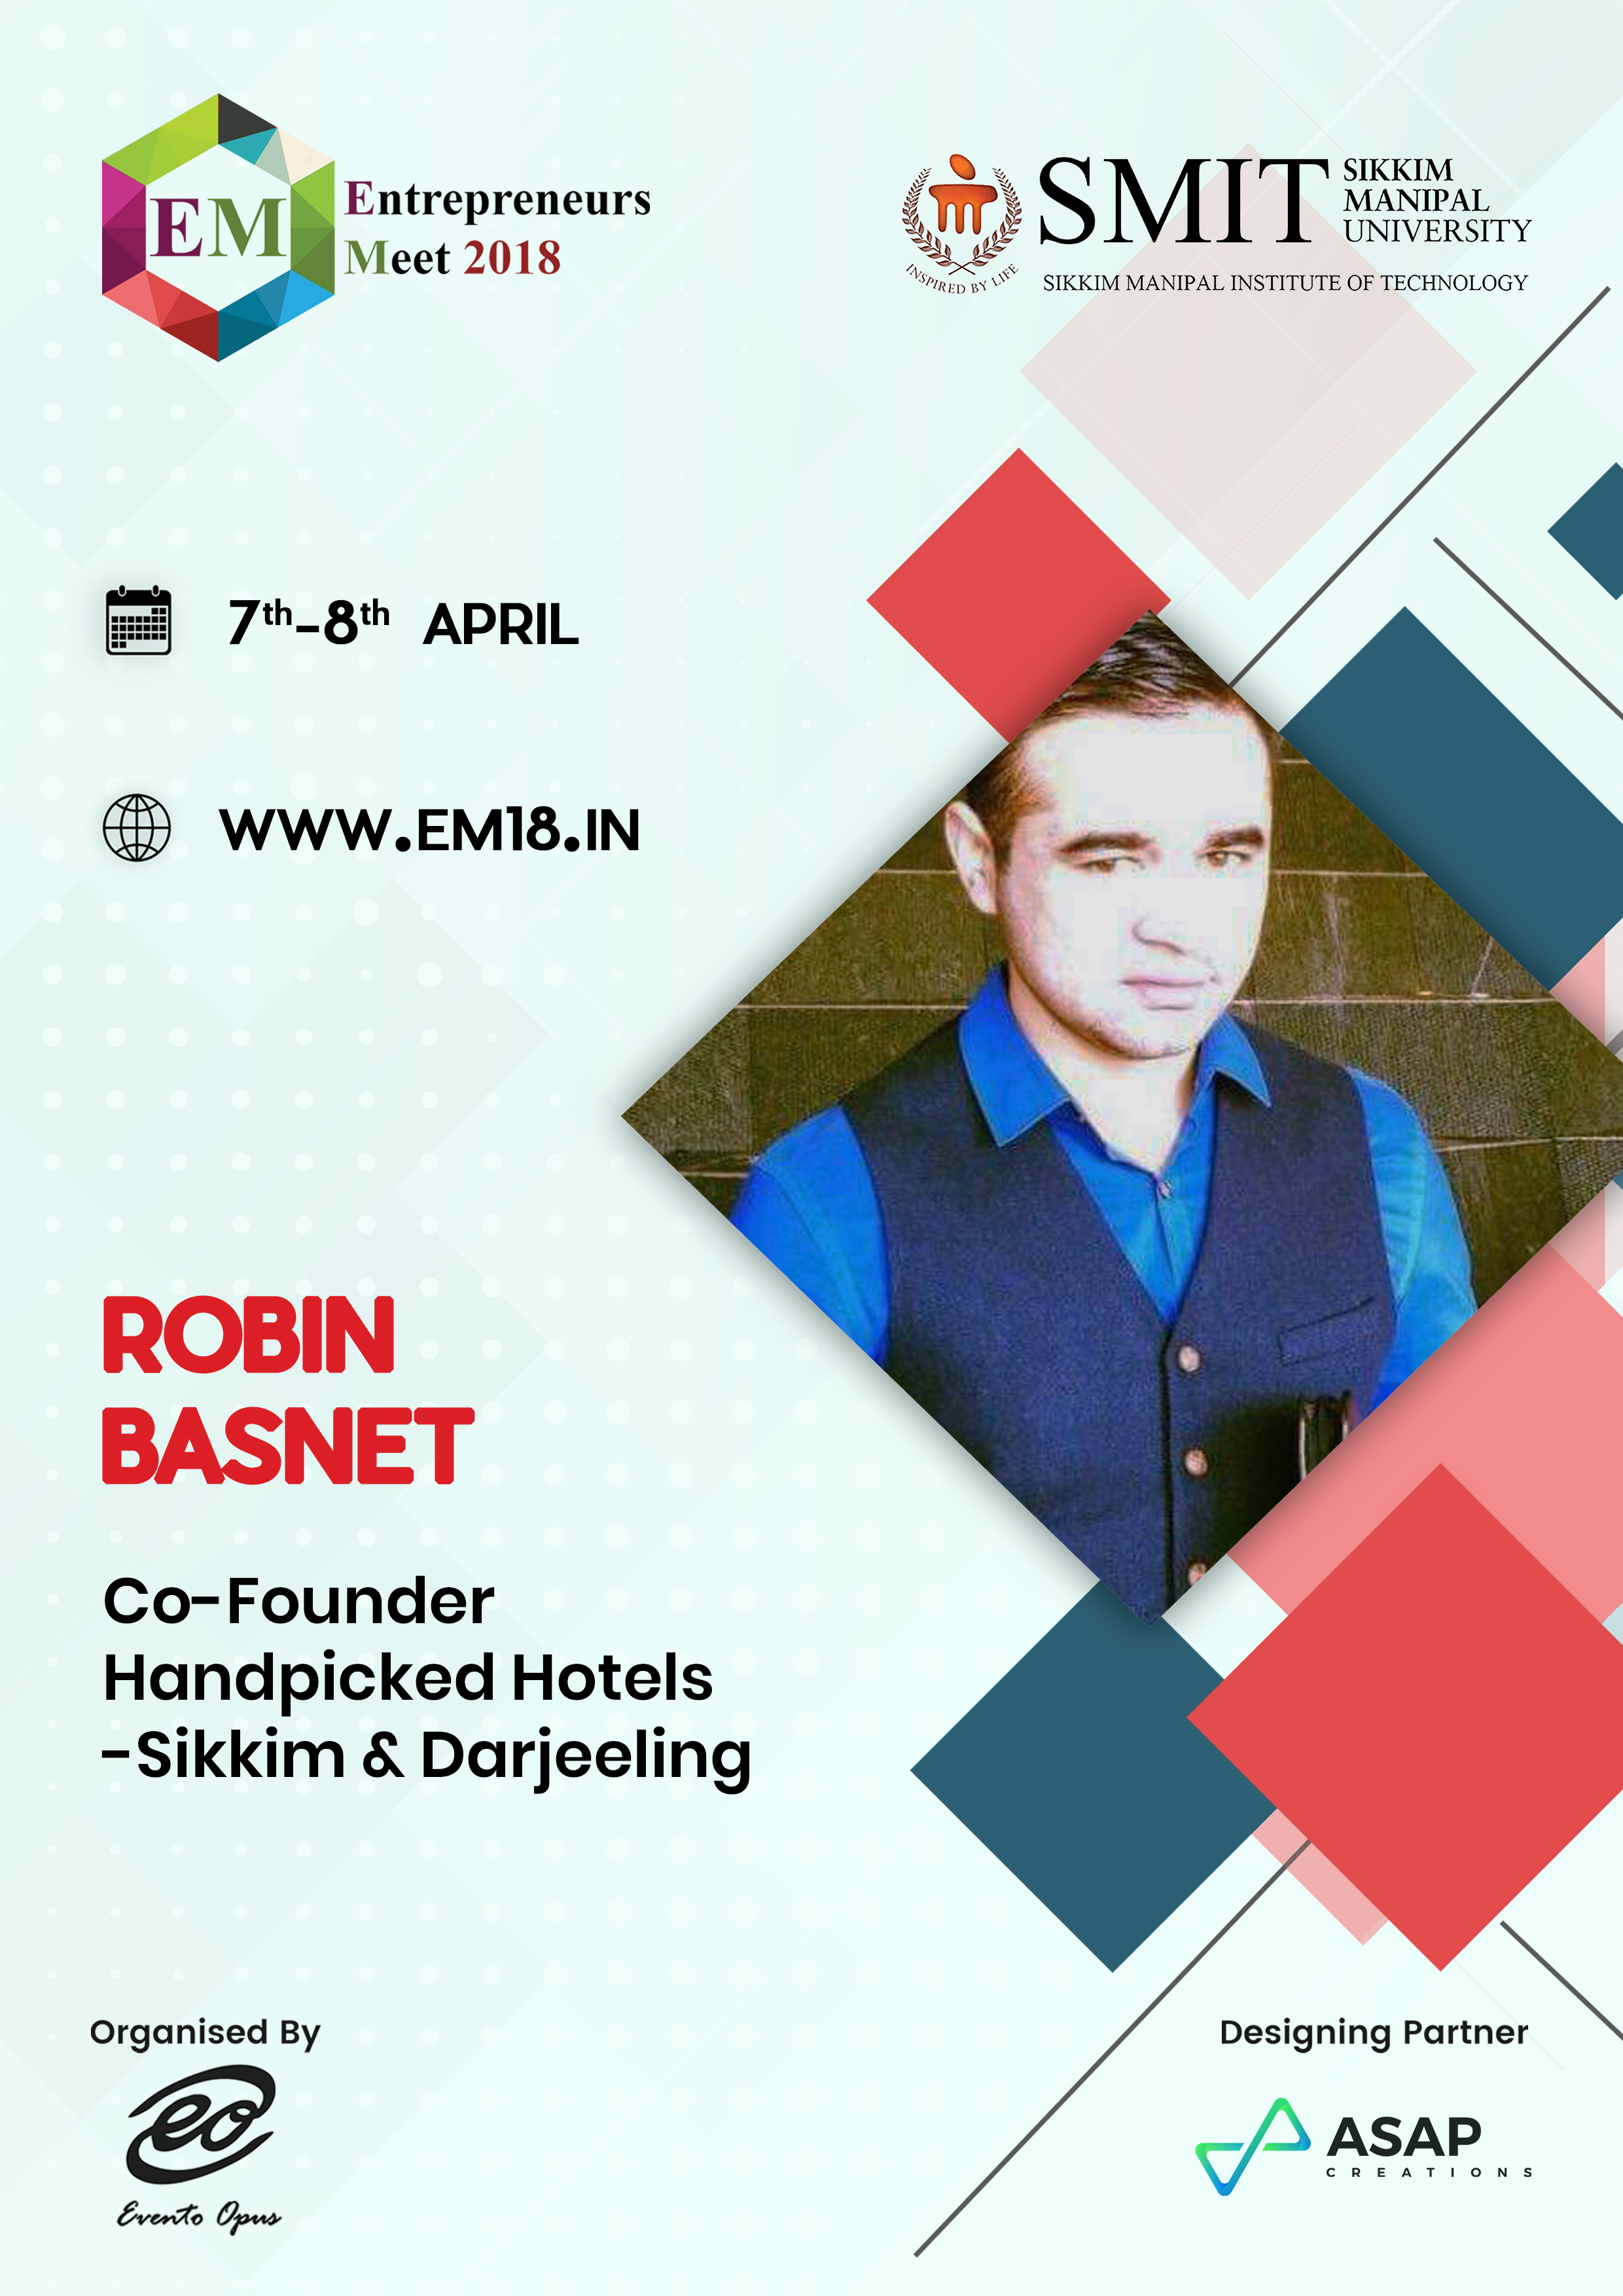 EM
Entrepreneurs
Meet 2018
INSPIRED BY LIFE
SMIT
SIKKIM
MANIPAL
UNIVERSITY
SIKKIM MANIPAL INSTITUTE OF TECHNOLOGY
7th-8th APRIL
WWW.EM18.IN
ROBIN
BASNET
Co-Founder
Handpicked Hotels
-Sikkim & Darjeeling
Organised By
eo
Evento Opus
Designing Partner
ASAP
CREATIONS